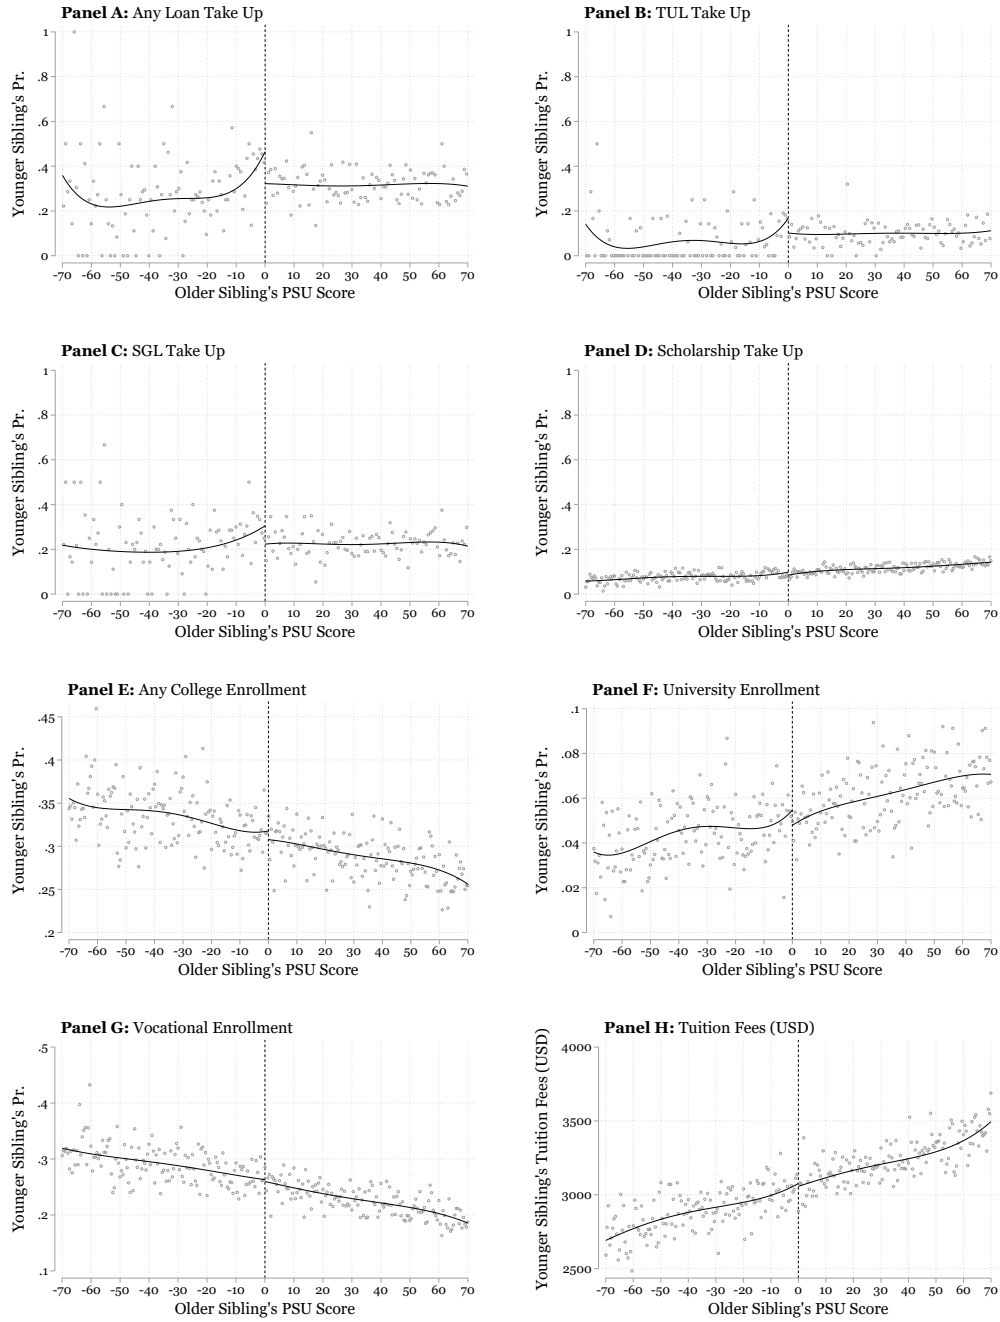 Panel A: Any Loan Take Up
Younger Sibling's Pr.
1
.8
.6
.4
.2
0
-70 -60 -50 -40 -30 -20 -10 0 10 20 30 40 50 60 70
Older Sibling's PSU Score
Panel B: TUL Take Up
Younger Sibling's Pr.
1
.8
.6
.4
.2
0
-70 -60 -50 -40 -30 -20 -10 0 10 20 30 40 50 60 70
Older Sibling's PSU Score
Panel C: SGL Take Up
Younger Sibling's Pr.
1
.8
.6
.4
.2
0
-70 -60 -50 -40 -30 -20 -10 0 10 20 30 40 50 60 70
Older Sibling's PSU Score
Panel D: Scholarship Take Up
Younger Sibling's Pr.
1
.8
.6
.4
.2
0
-70 -60 -50 -40 -30 -20 -10 0 10 20 30 40 50 60 70
Older Sibling's PSU Score
Panel E: Any College Enrollment
Younger Sibling's Pr.
.45
.4
.35
.3
.25
.2
-70 -60 -50 -40 -30 -20 -10 0 10 20 30 40 50 60 70
Older Sibling's PSU Score
Panel F: University Enrollment
Younger Sibling's Pr.
.1
.08
.06
.04
.02
0
-70 -60 -50 -40 -30 -20 -10 0 10 20 30 40 50 60 70
Older Sibling's PSU Score
Panel G: Vocational Enrollment
Younger Sibling's Pr.
.5
.4
.3
.2
.1
-70 -60 -50 -40 -30 -20 -10 0 10 20 30 40 50 60 70
Older Sibling's PSU Score
Panel H: Tuition Fees (USD)
Younger Sibling's Tuition Fees (USD)
4000
3500
3000
2500
-70 -60 -50 -40 -30 -20 -10 0 10 20 30 40 50 60 70
Older Sibling's PSU Score